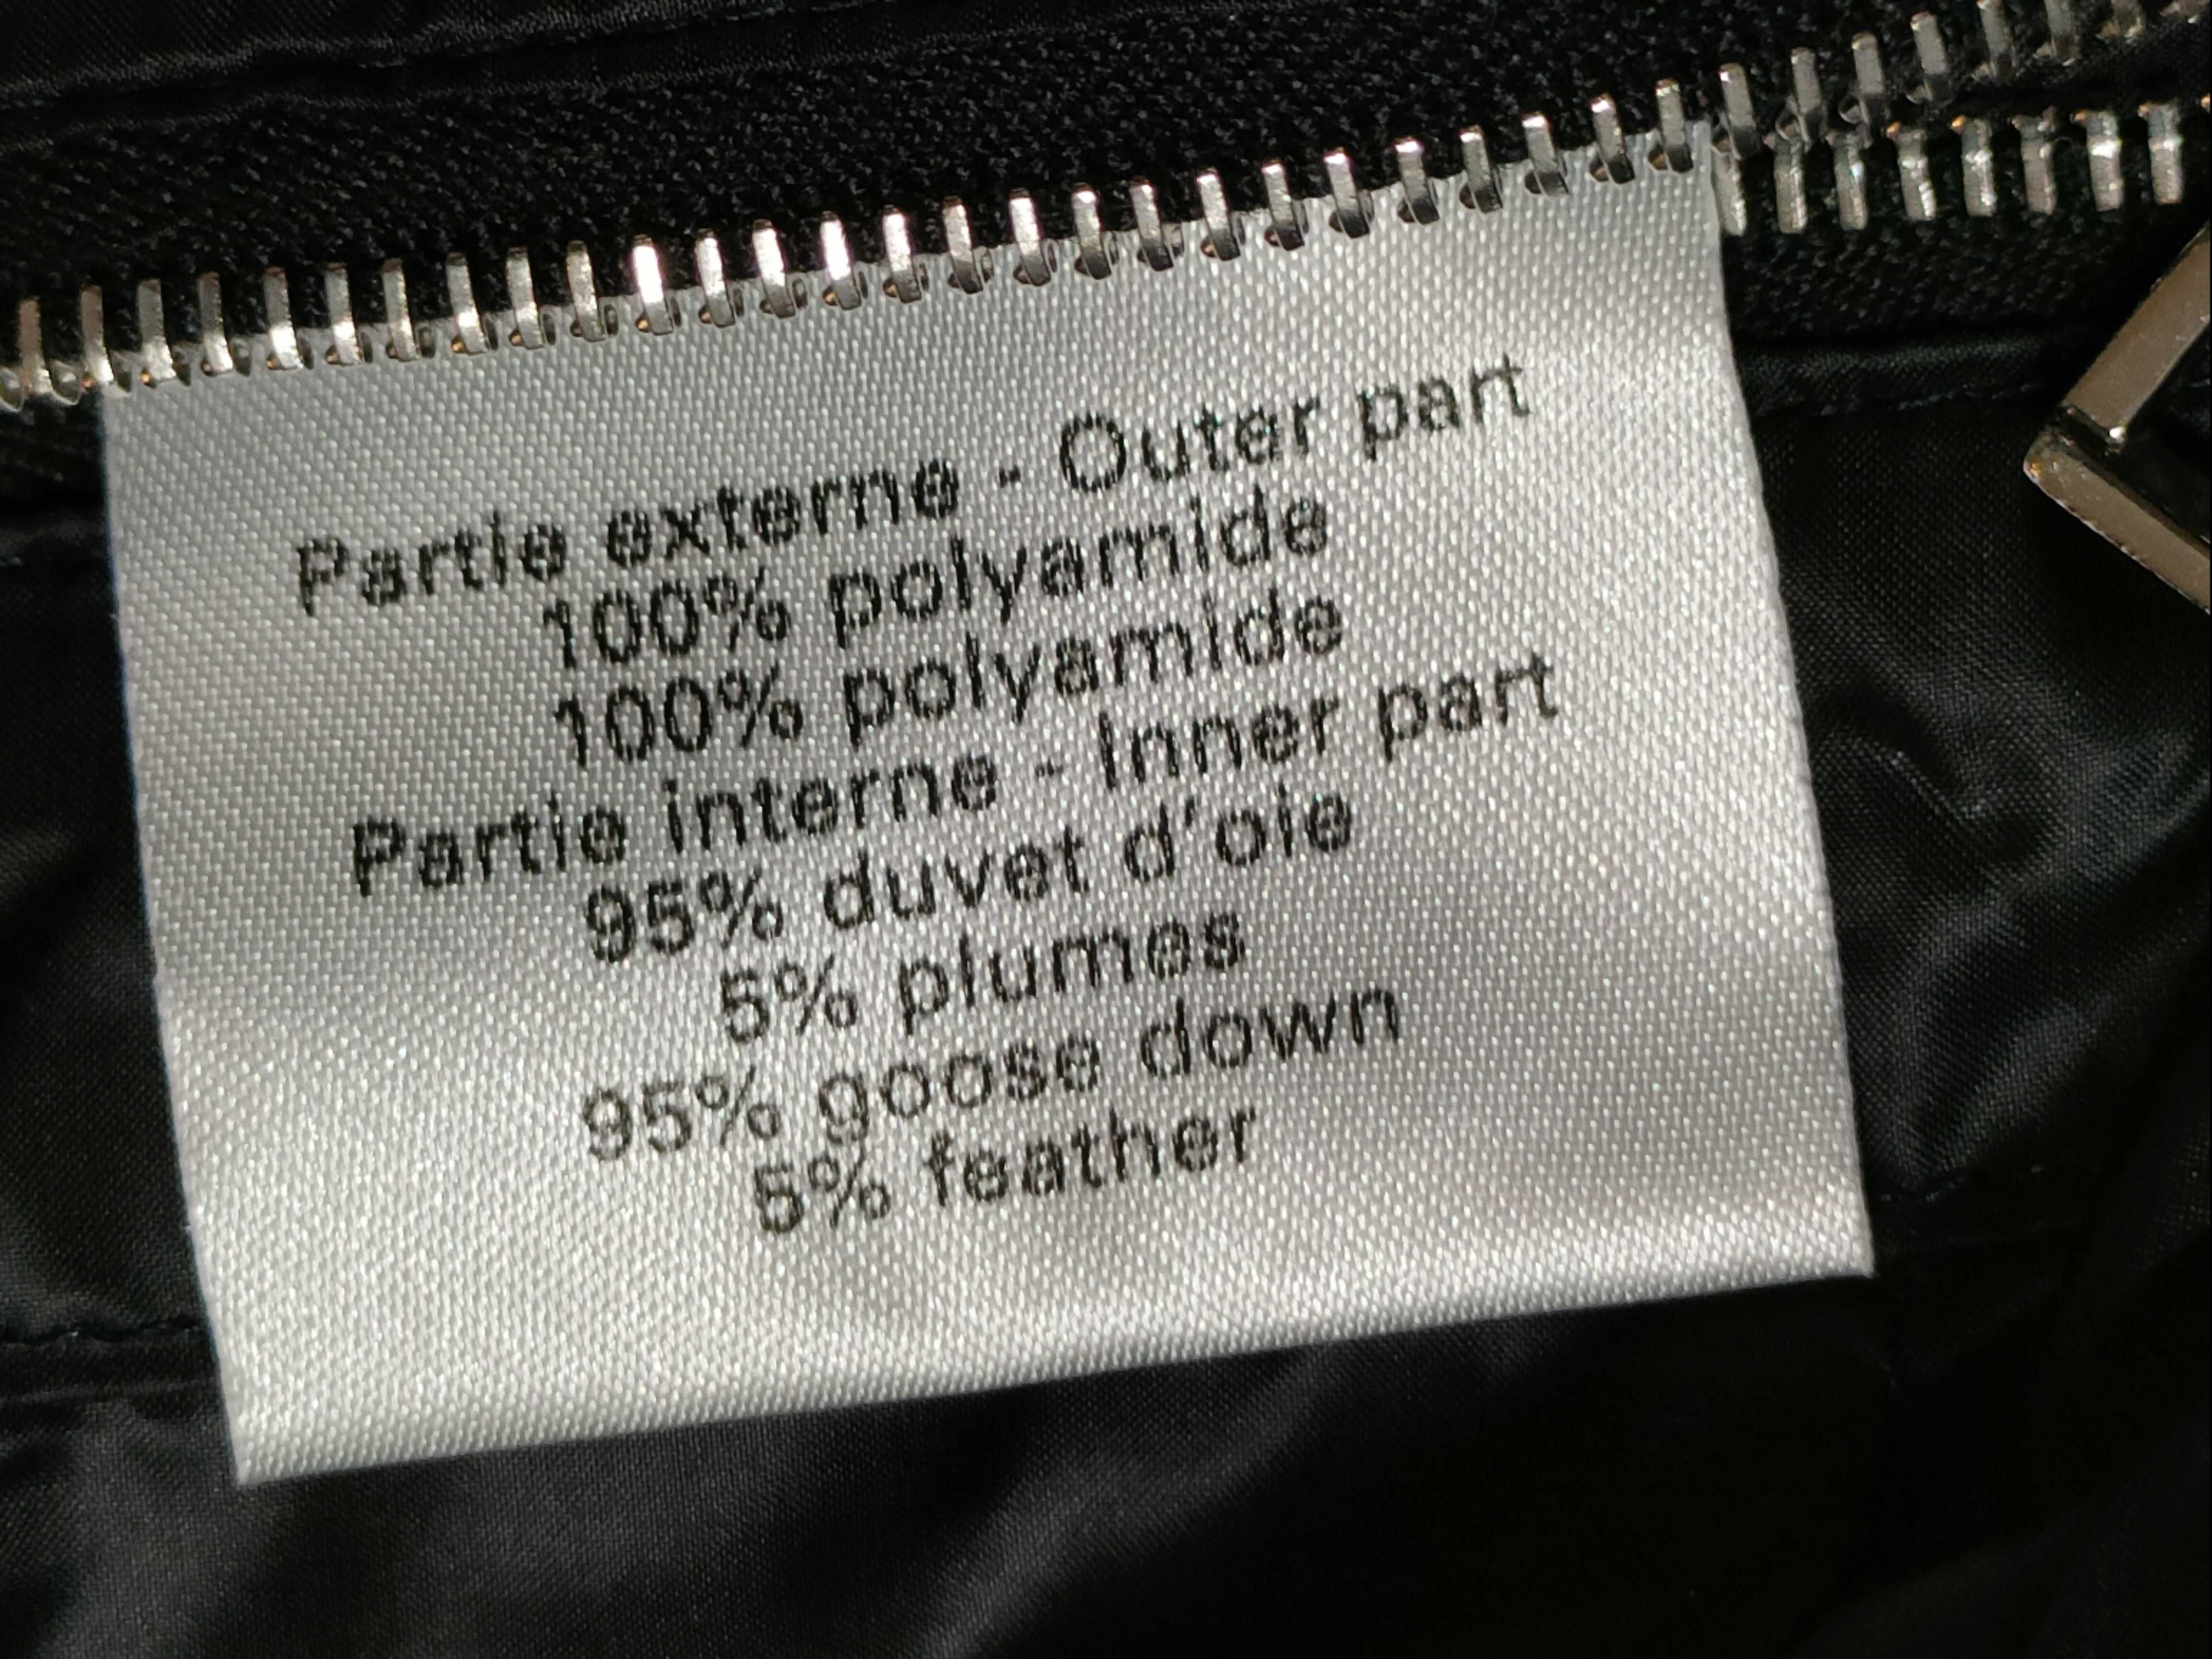 Partie externe - Outer part
100% polyamide
100% polyamide
Partie interne - Inner part
95% duvet d'oie
5% plumes
95% goose down
5% feather